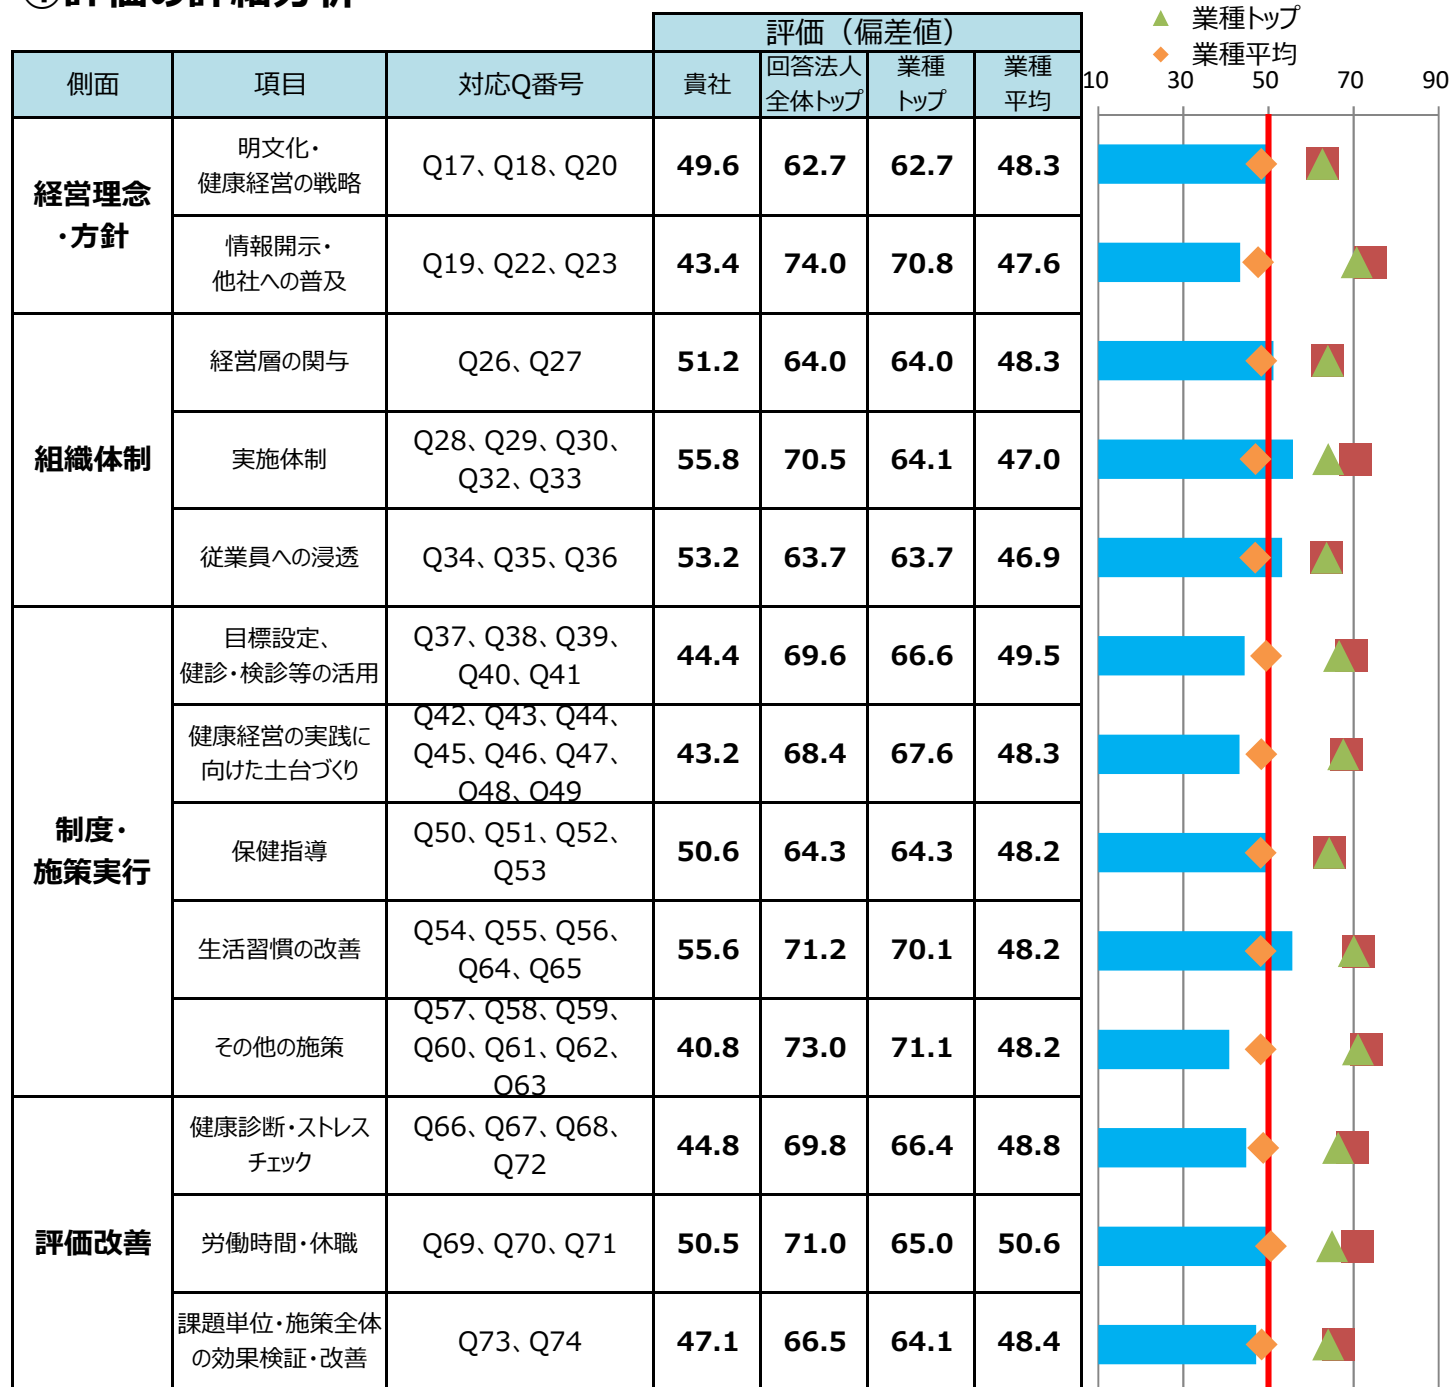 ①評価の詳細分析
▲ 業種トップ
◆ 業種平均
評価（偏差値）
側面 項目 対応Q番号 貴社 回答法人 業種 業種
全体トップ トップ 平均
10 30 50 70 90
経営理念
・方針
明文化・
健康経営の戦略
Q17、Q18、Q20 49.6 62.7 62.7 48.3
情報開示・
他社への普及
Q19、Q22、Q23 43.4 74.0 70.8 47.6
組織体制
経営層の関与 Q26、Q27 51.2 64.0 64.0 48.3
実施体制
Q28、Q29、Q30、
Q32、Q33
55.8 70.5 64.1 47.0
従業員への浸透 Q34、Q35、Q36 53.2 63.7 63.7 46.9
制度・
施策実行
目標設定、
健診・検診等の活用
Q37、Q38、Q39、
Q40、Q41
44.4 69.6 66.6 49.5
健康経営の実践に
向けた土台づくり
Q42、Q43、Q44、
Q45、Q46、Q47、
Q48、Q49
43.2 68.4 67.6 48.3
保健指導
Q50、Q51、Q52、
Q53
50.6 64.3 64.3 48.2
生活習慣の改善
Q54、Q55、Q56、
Q64、Q65
55.6 71.2 70.1 48.2
その他の施策
Q57、Q58、Q59、
Q60、Q61、Q62、
Q63
40.8 73.0 71.1 48.2
評価改善
健康診断・ストレス
チェック
Q66、Q67、Q68、
Q72
44.8 69.8 66.4 48.8
労働時間・休職 Q69、Q70、Q71 50.5 71.0 65.0 50.6
課題単位・施策全体
の効果検証・改善
Q73、Q74 47.1 66.5 64.1 48.4